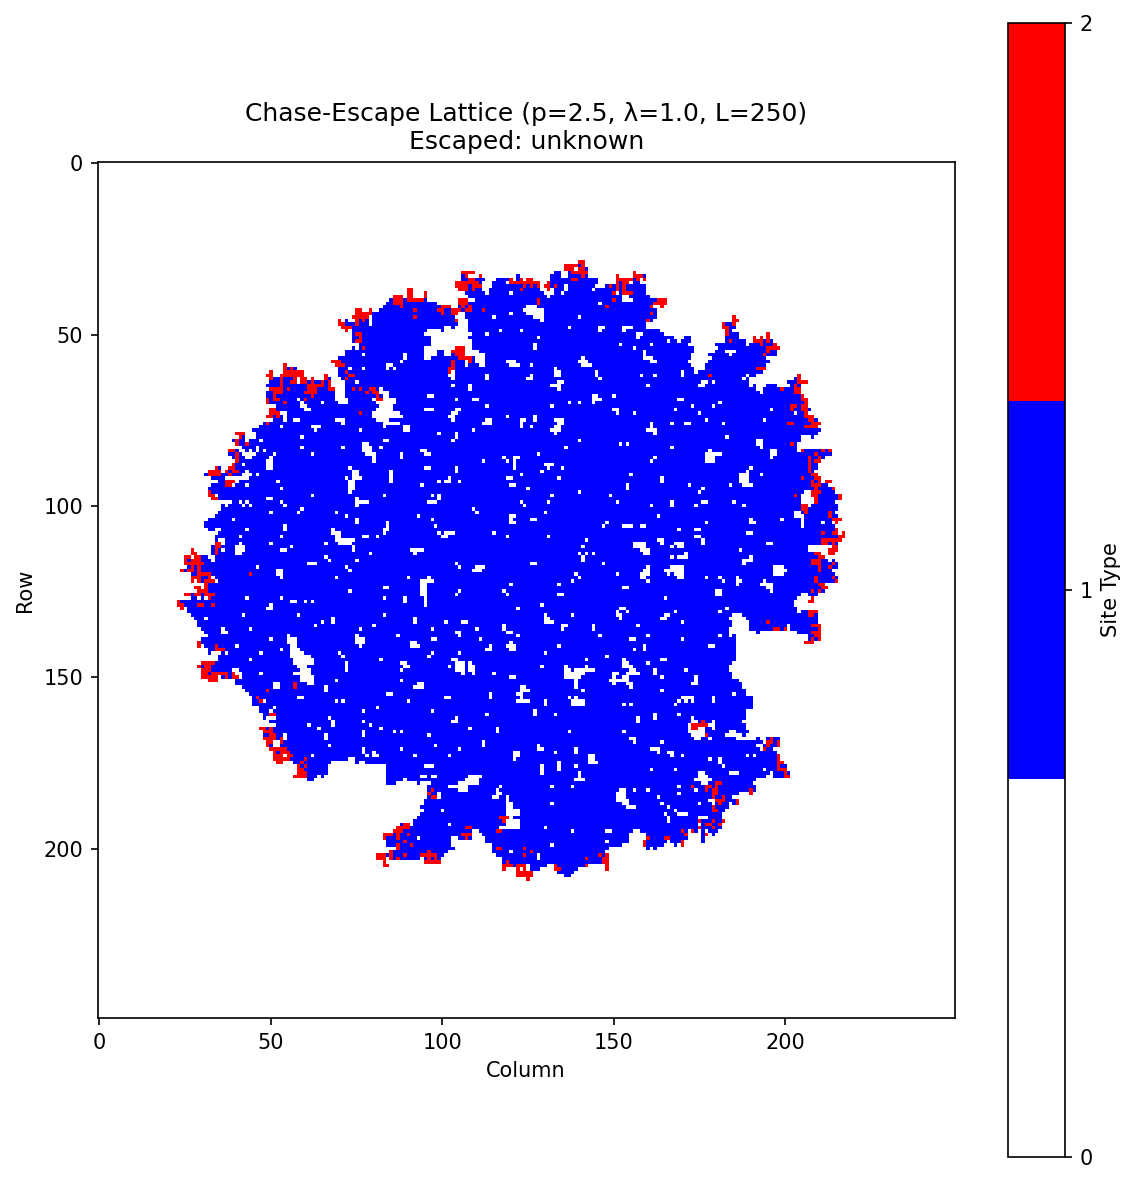 Chase-Escape Lattice (p=2.5, λ=1.0, L=250)
Escaped: unknown
0
50
100
150
200
Row
0
50
100
150
200
Column
2
1
0
Site Type